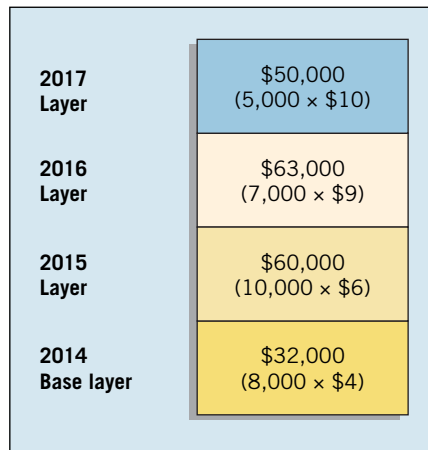 2017
Layer
$50,000
(5,000 × $10)
2016
Layer
$63,000
(7,000 × $9)
2015
Layer
$60,000
(10,000 × $6)
2014
Base layer
$32,000
(8,000 × $4)